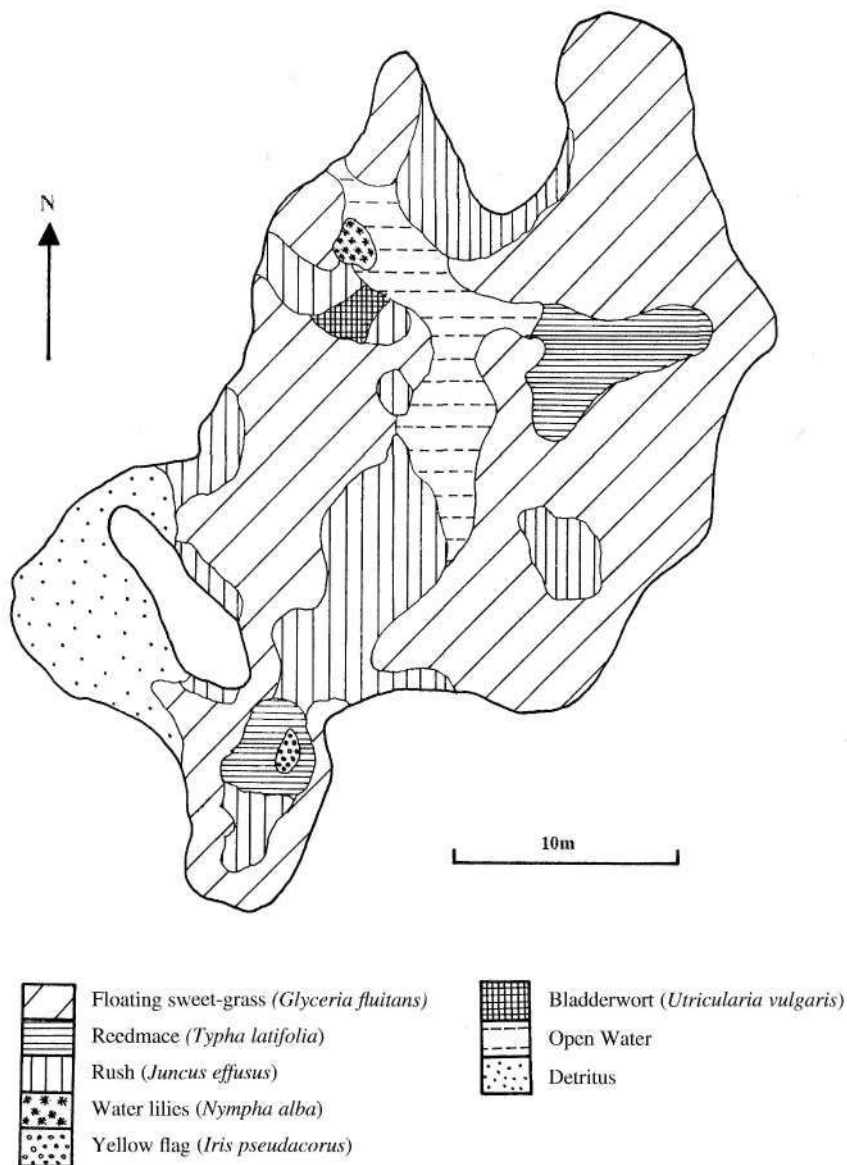 N
10m
Floating sweet-grass (Glyceria fluitans)
Reedmace (Typha latifolia)
Rush (Juncus effusus)
Water lilies (Nympha alba)
Yellow flag (Iris pseudacorus)
Bladderwort (Utricularia vulgaris)
Open Water
Detritus